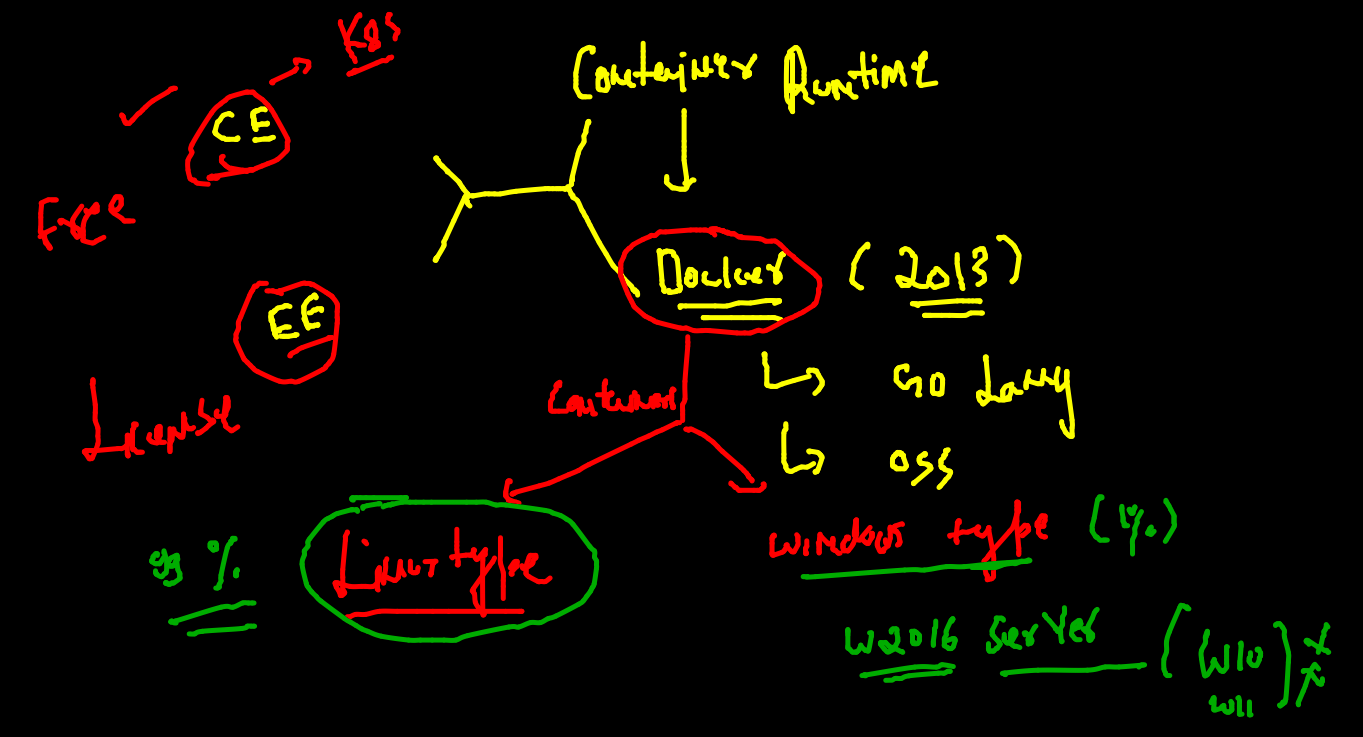 K8s
Container Runtime
CE
Free
Docker (2013)
EE
GO Lang
Container
License
OSS
Windows type (1%)
99 %
Linux type
W2016 Server [W10]
W11